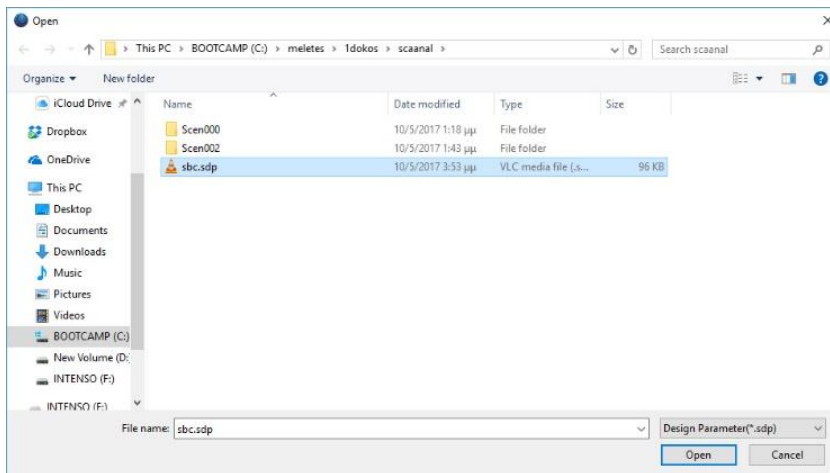 Open
This PC > BOOTCAMP (C:) > meletes > 1dokos > scaanal >
Search scaanal
Organize
New folder
Name
Date modified
Type
Size
iCloud Drive
Dropbox
OneDrive
This PC
Desktop
Documents
Downloads
Music
Pictures
Videos
BOOTCAMP (C:)
New Volume (D:
INTENSO (F:)
INTENSO (F:)
Scen000 10/5/2017 1:18 μμ File folder
Scen002 10/5/2017 1:43 μμ File folder
sbc.sdp 10/5/2017 3:53 μμ VLC media file (.s... 96 KB
File name: sbc.sdp
Design Parameter(*.sdp)
Open
Cancel